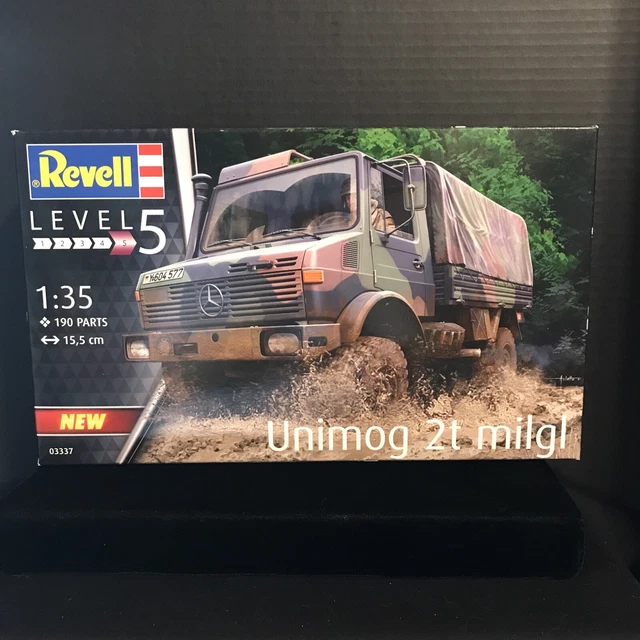 ®Revell
LEVEL 5
1 2 3 4 5
1:35
190 PARTS
15,5 cm
NEW
03337
Y-604 577
Unimog 2t milgl